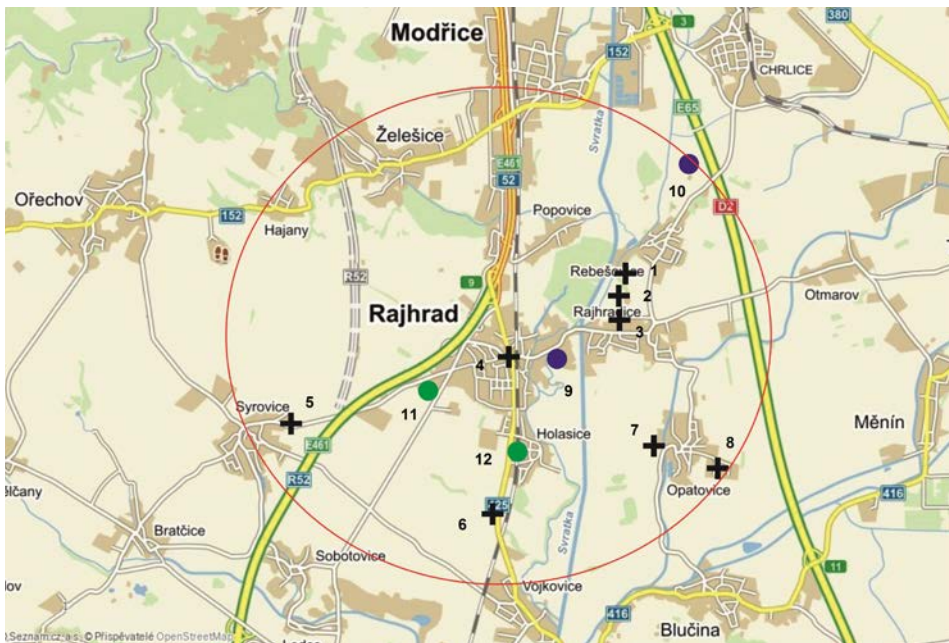 Modřice
3
380
152
CHRLICE
E65
Želešice
Svratka
E461
52
10
Ořechov
152
D2
Hajany
Popovice
R52
9
Rebešovice
1
2
Otmarov
Rajhrad
Rajhradice
3
4
9
5
11
Syrovice
Měnín
Holasice
7
8
E461
12
R52
Opatovice
416
6
Bratčice
Svratka
Sobotovice
11
Vojkovice
416
Blučina
Seznam.cz, a.s. © Přispěvatelé OpenStreetMap